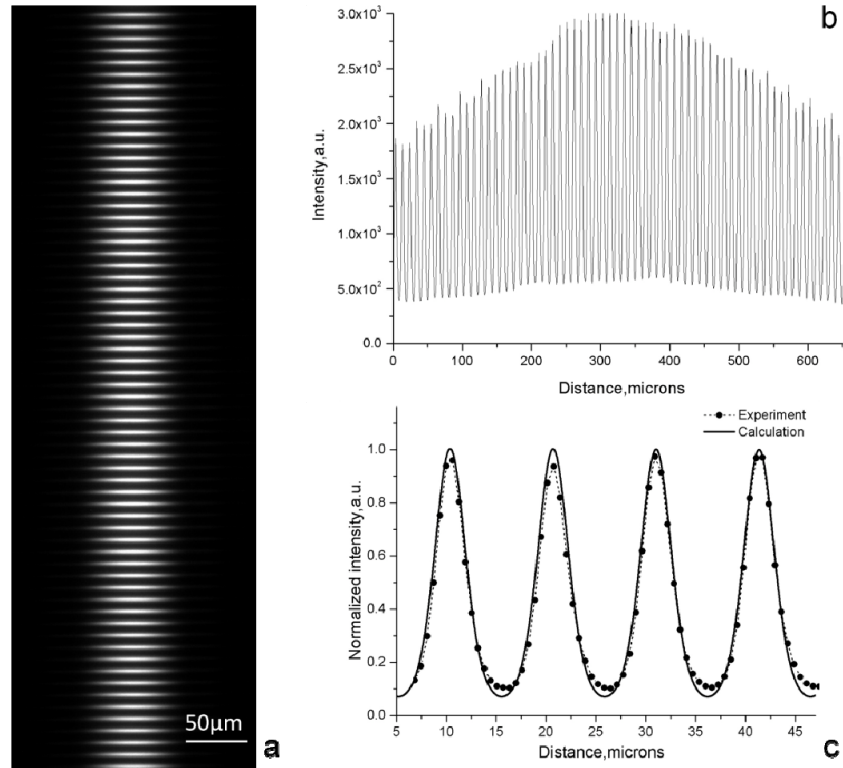 50μm
a
b
3.0x10³
2.5x10³
2.0x10³
1.5x10³
1.0x10³
5.0x10²
0.0
Intensity,a.u.
0 100 200 300 400 500 600
Distance,microns
Experiment
Calculation
1.0
0.8
0.6
0.4
0.2
0.0
Normalized intensity,a.u.
5 10 15 20 25 30 35 40 45
Distance,microns
c